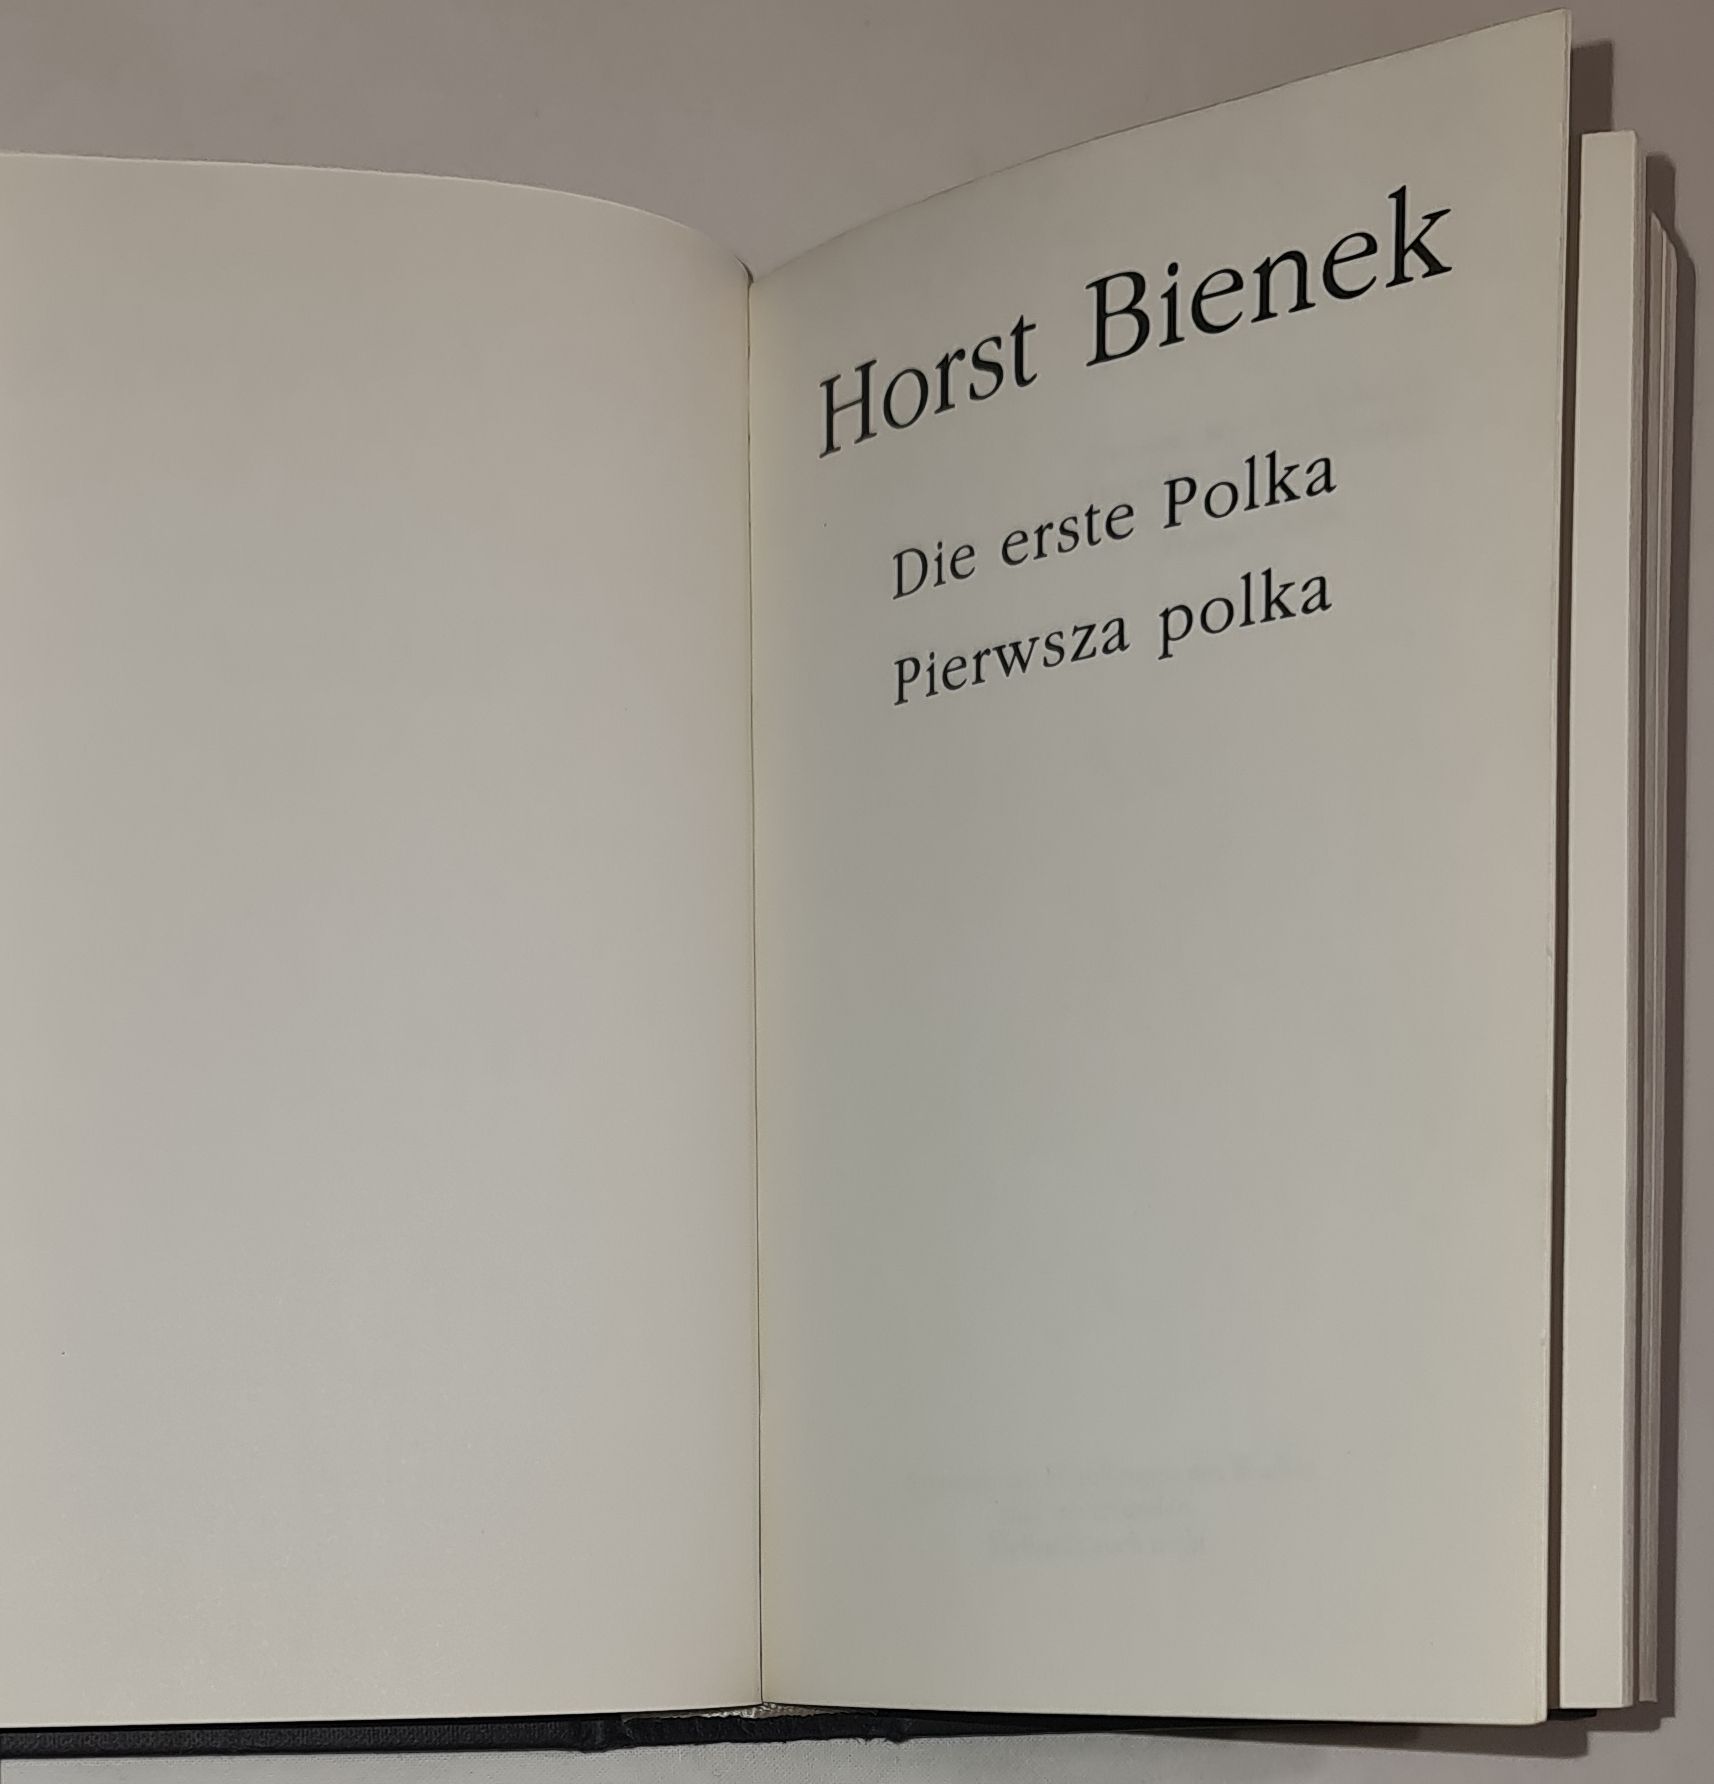 Horst Bienek
Die erste Polka
Pierwsza polka